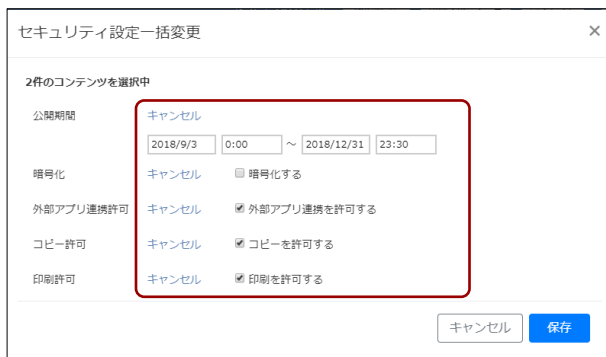 セキュリティ設定一括変更 ×
2件のコンテンツを選択中
公開期間 キャンセル
2018/9/3 0:00 ～ 2018/12/31 23:30
暗号化 キャンセル 暗号化する
外部アプリ連携許可 キャンセル 外部アプリ連携を許可する
コピー許可 キャンセル コピーを許可する
印刷許可 キャンセル 印刷を許可する
キャンセル 保存